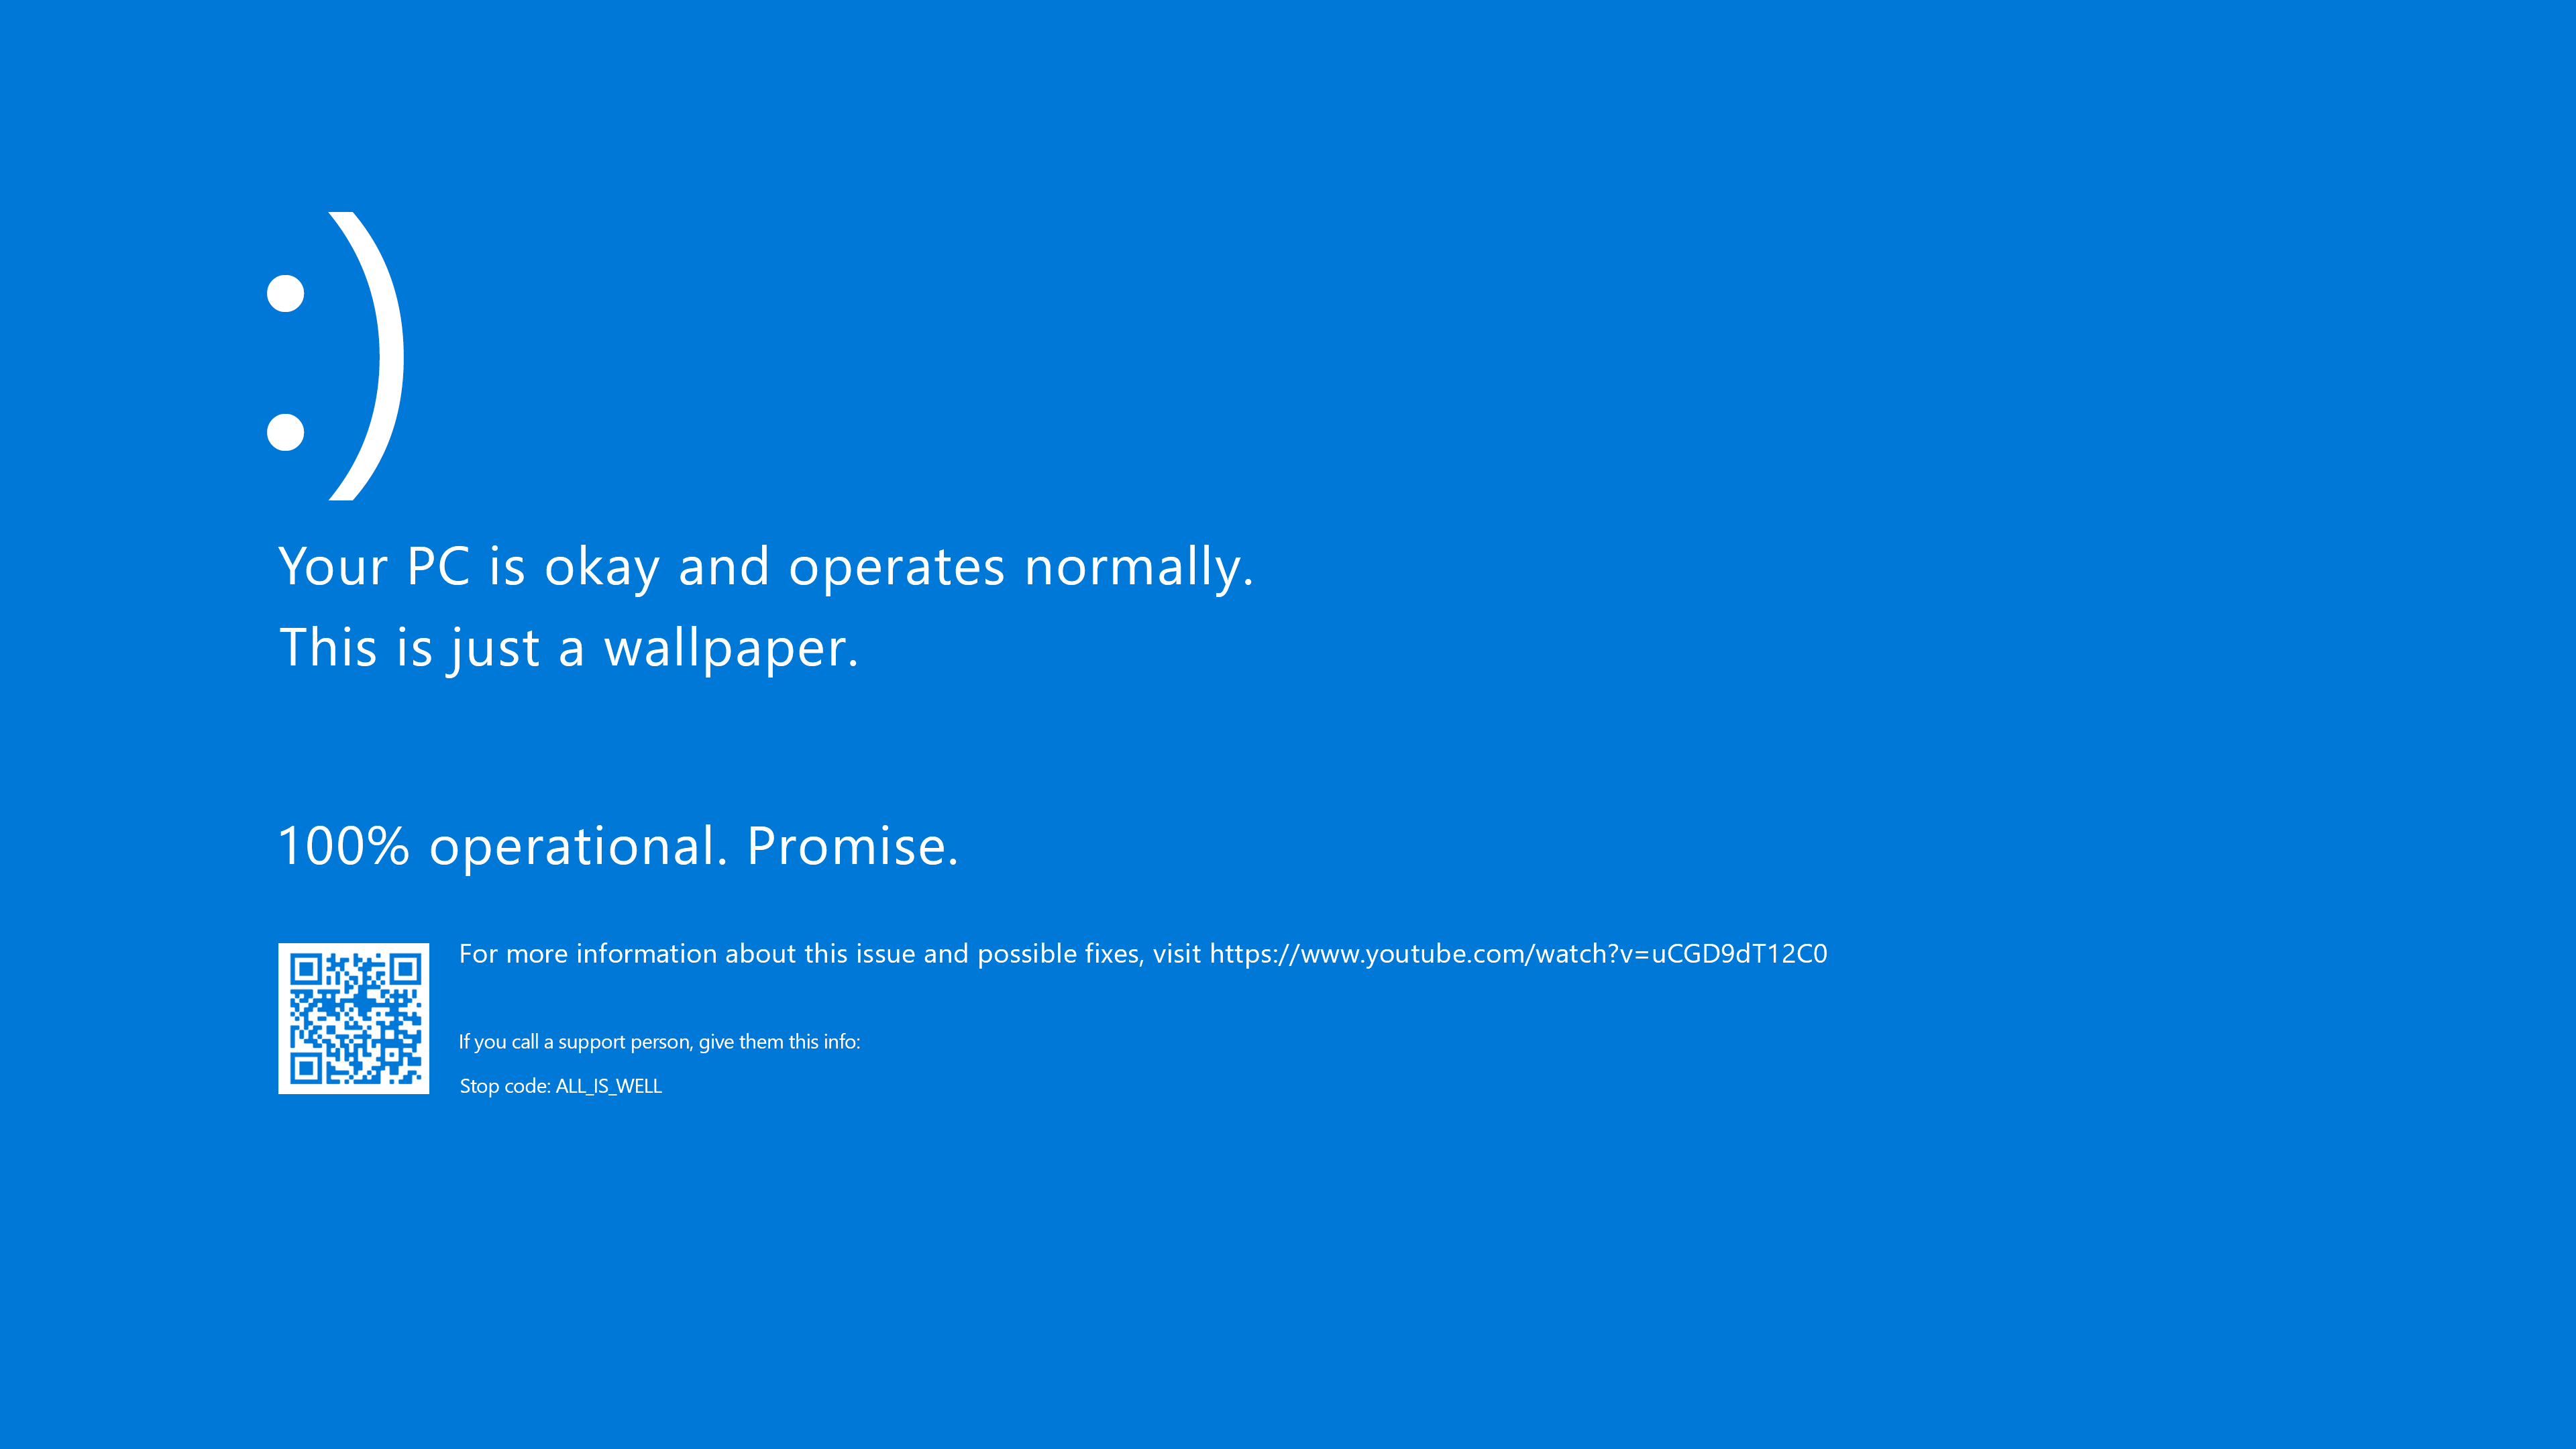 :)
Your PC is okay and operates normally.
This is just a wallpaper.
100% operational. Promise.
For more information about this issue and possible fixes, visit https://www.youtube.com/watch?v=uCGD9dT12C0
If you call a support person, give them this info:
Stop code: ALL_IS_WELL